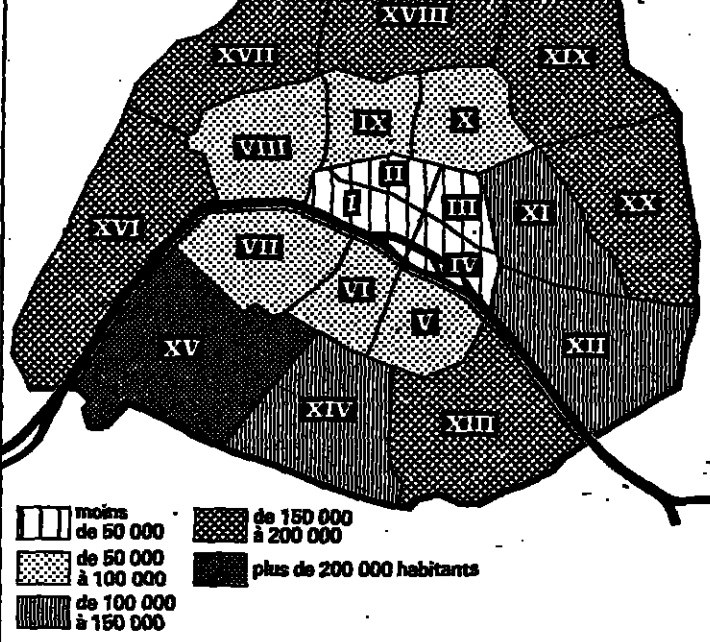 XVIII
XVII
XIX
IX
X
VIII
II
I
III
XI
XX
XVI
VII
IV
VI
V
XV
XII
XIV
XIII
moins
de 50 000
de 50 000
à 100 000
de 100 000
à 150 000
de 150 000
à 200 000
plus de 200 000 habitants